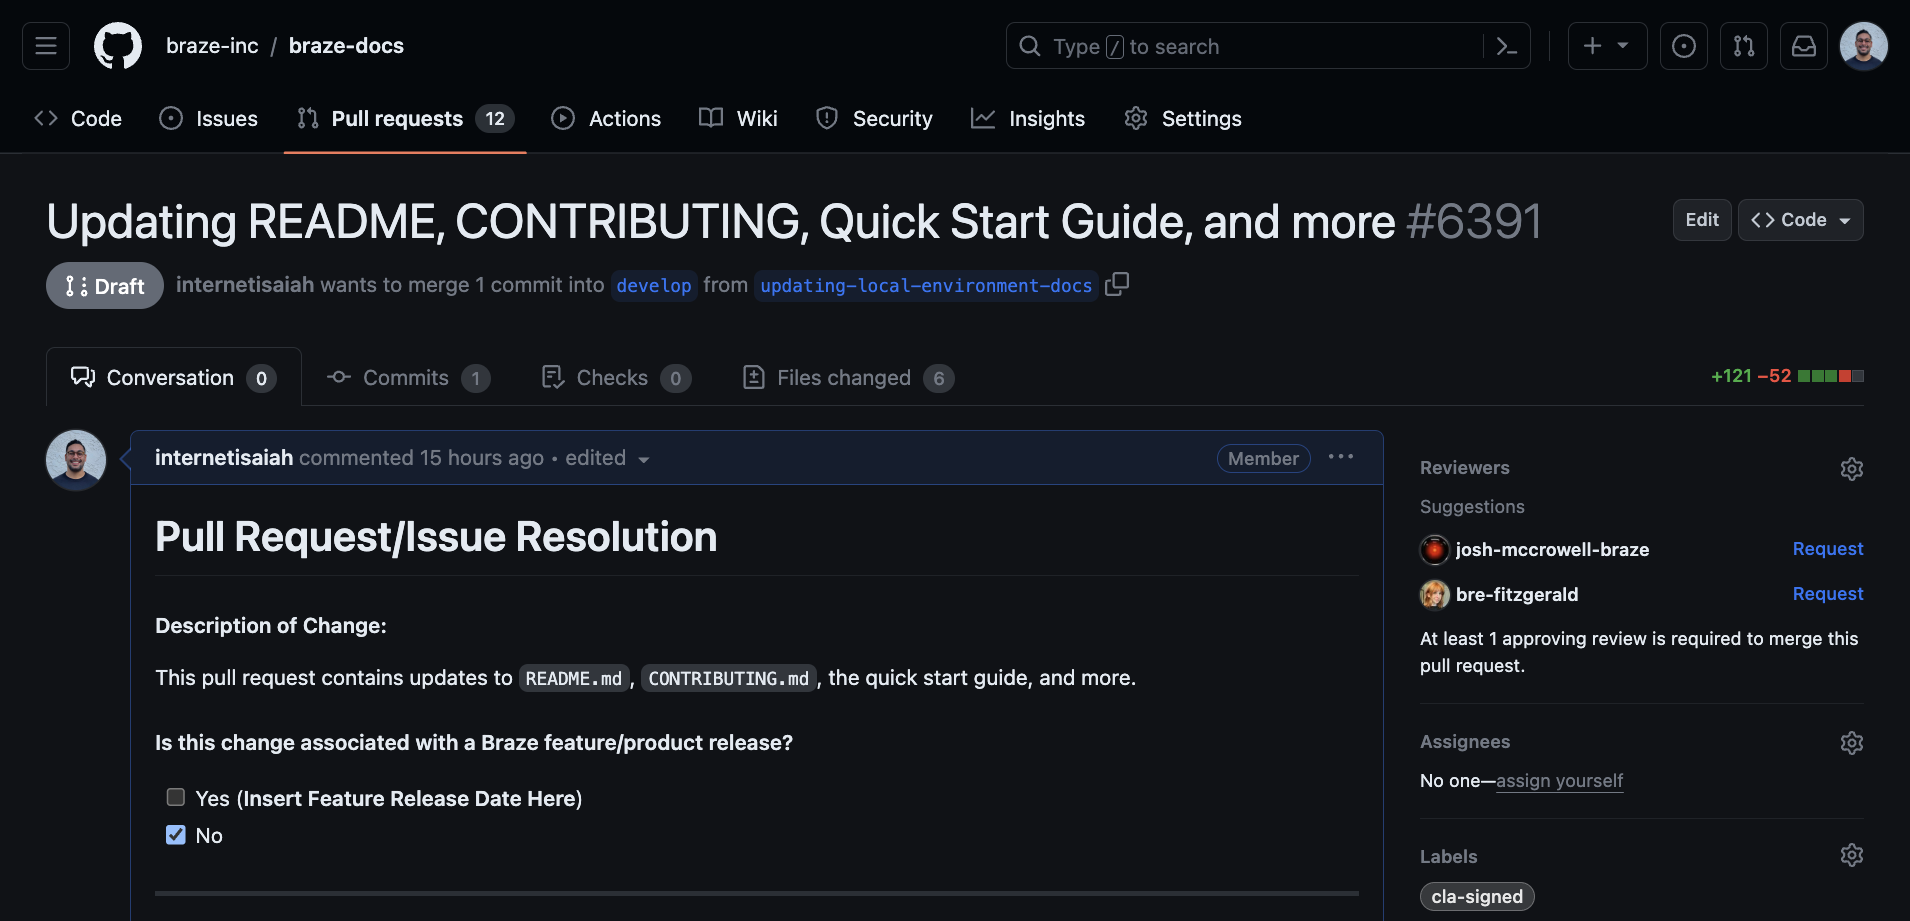 braze-inc / braze-docs
Type / to search
Code
Issues
Pull requests 12
Actions
Wiki
Security
Insights
Settings
Updating README, CONTRIBUTING, Quick Start Guide, and more #6391
Edit
Code
Draft
internetisaiah wants to merge 1 commit into develop from updating-local-environment-docs
Conversation 0
Commits 1
Checks 0
Files changed 6
+121 −52
internetisaiah commented 15 hours ago • edited
Member
Pull Request/Issue Resolution
Description of Change:
This pull request contains updates to README.md, CONTRIBUTING.md, the quick start guide, and more.
Is this change associated with a Braze feature/product release?
Yes (Insert Feature Release Date Here)
No
Reviewers
Suggestions
josh-mccrowell-braze Request
bre-fitzgerald Request
At least 1 approving review is required to merge this
pull request.
Assignees
No one—assign yourself
Labels
cla-signed